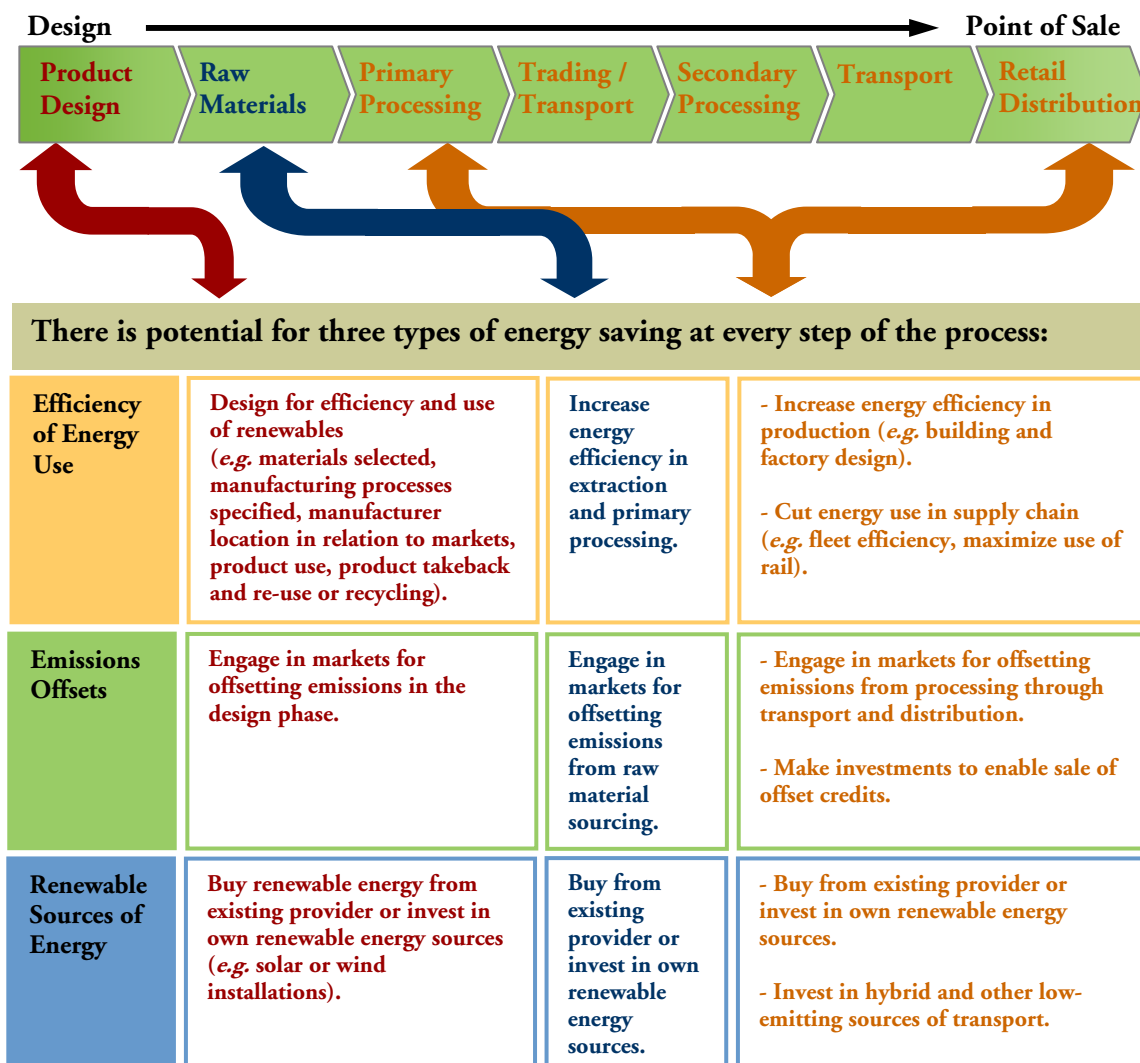 Design
Point of Sale
Product
Design
Raw
Materials
Primary
Processing
Trading /
Transport
Secondary
Processing
Transport
Retail
Distribution
There is potential for three types of energy saving at every step of the process:
Efficiency
of Energy
Use
Design for efficiency and use
of renewables
(e.g. materials selected,
manufacturing processes
specified, manufacturer
location in relation to markets,
product use, product takeback
and re-use or recycling).
Increase
energy
efficiency in
extraction
and primary
processing.
- Increase energy efficiency in
production (e.g. building and
factory design).
- Cut energy use in supply chain
(e.g. fleet efficiency, maximize use of
rail).
Emissions
Offsets
Engage in markets for
offsetting emissions in the
design phase.
Engage in
markets for
offsetting
emissions
from raw
material
sourcing.
- Engage in markets for offsetting
emissions from processing through
transport and distribution.
- Make investments to enable sale of
offset credits.
Renewable
Sources of
Energy
Buy renewable energy from
existing provider or invest in
own renewable energy sources
(e.g. solar or wind
installations).
Buy from
existing
provider or
invest in own
renewable
energy
sources.
- Buy from existing provider or
invest in own renewable energy
sources.
- Invest in hybrid and other low-
emitting sources of transport.